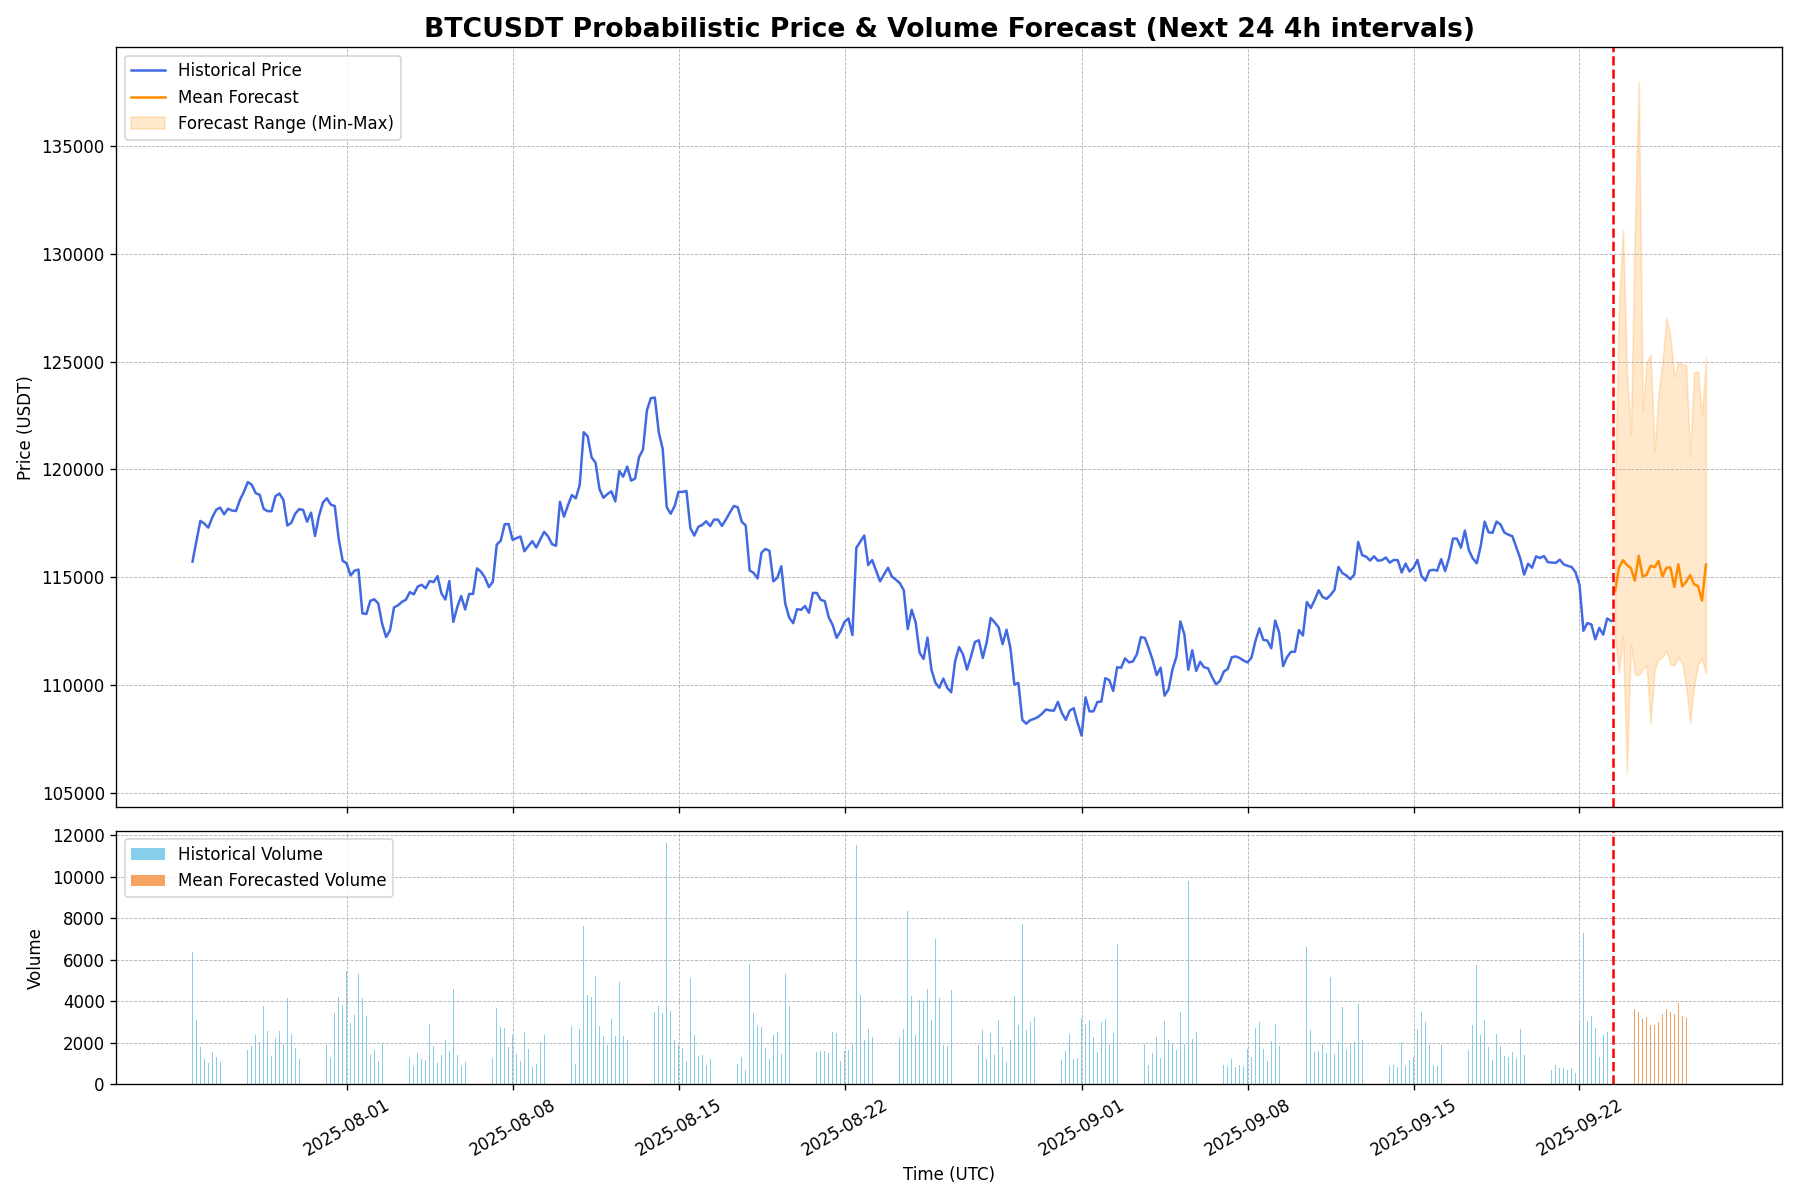 BTCUSDT Probabilistic Price & Volume Forecast (Next 24 4h intervals)
Historical Price
Mean Forecast
Forecast Range (Min-Max)
Price (USDT)
135000
130000
125000
120000
115000
110000
105000
Historical Volume
Mean Forecasted Volume
Volume
12000
10000
8000
6000
4000
2000
0
2025-08-01
2025-08-08
2025-08-15
2025-08-22
2025-09-01
2025-09-08
2025-09-15
2025-09-22
Time (UTC)